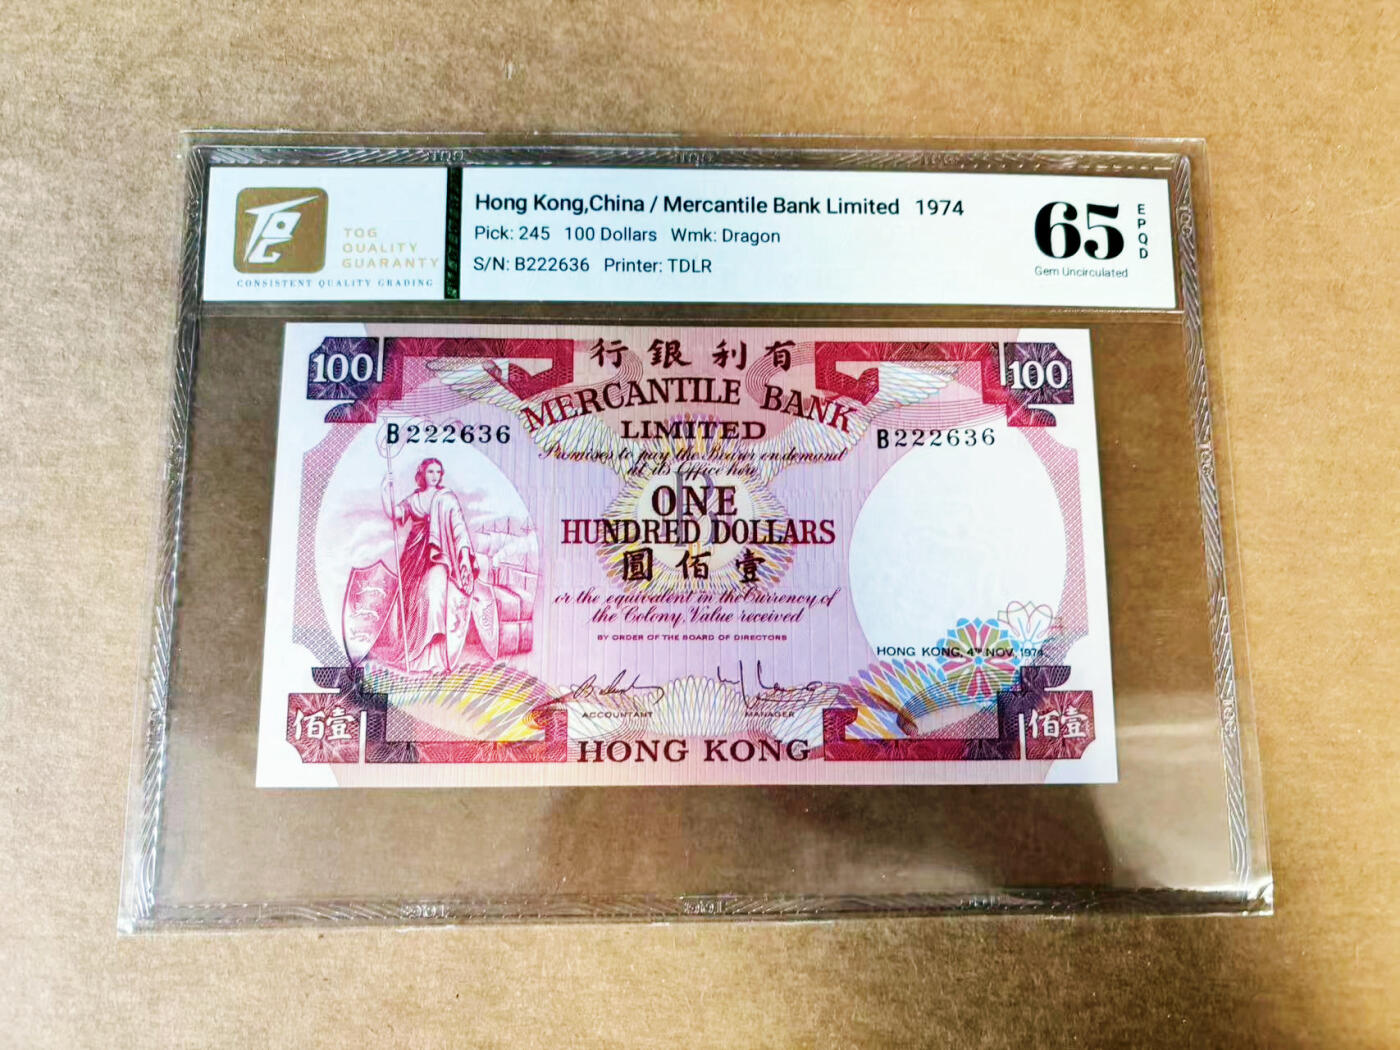 TQG
TQG
TQG
QUALITY
GUARANTY
CONSISTENT QUALITY GRADING
Hong Kong,China / Mercantile Bank Limited 1974
Pick: 245 100 Dollars Wmk: Dragon
S/N: B222636 Printer: TDLR
65
EPQD
Gem Uncirculated
行銀利有
100
100
MERCANTILE BANK
LIMITED
B222636
B222636
Promises to pay the Bearer on demand
at its Office here
ONE
HUNDRED DOLLARS
圓佰壹
or the equivalent in the Currency of
the Colony, Value received
BY ORDER OF THE BOARD OF DIRECTORS
HONG KONG, 4TH NOV. 1974
ACCOUNTANT
MANAGER
佰壹
佰壹
HONG KONG